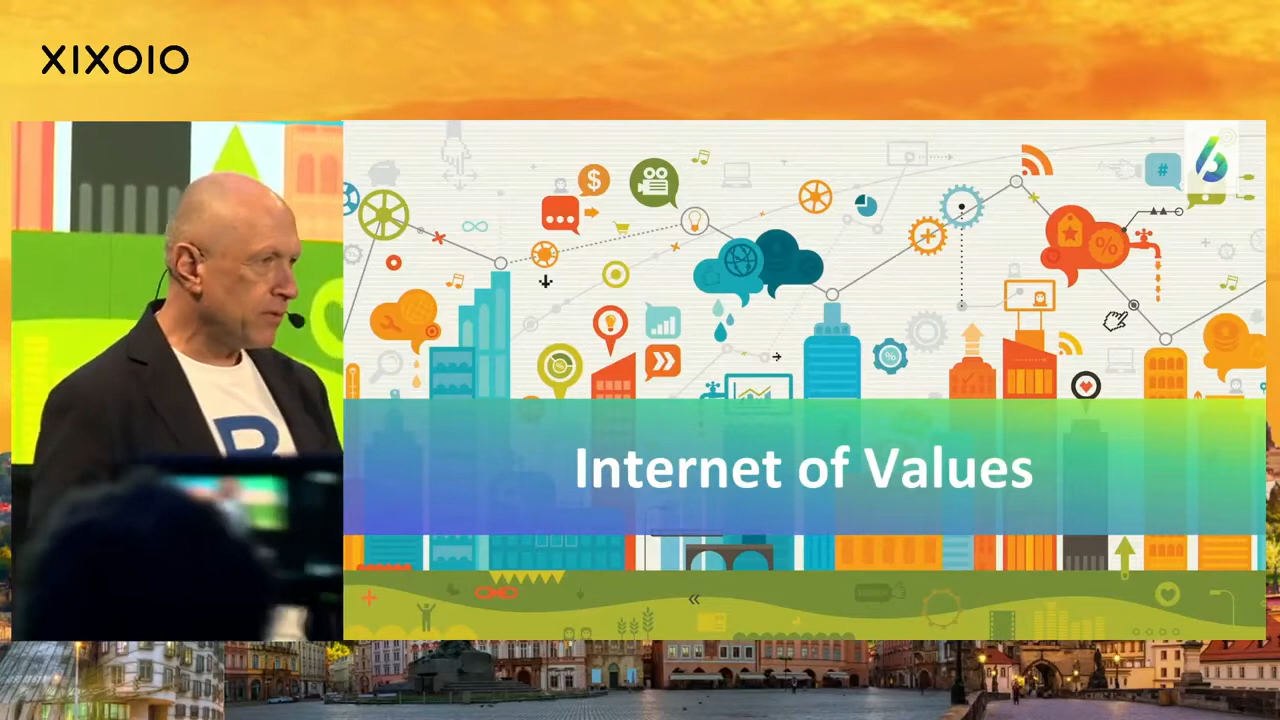 XIXOIO
B
$
#
%
%
%
Internet of Values